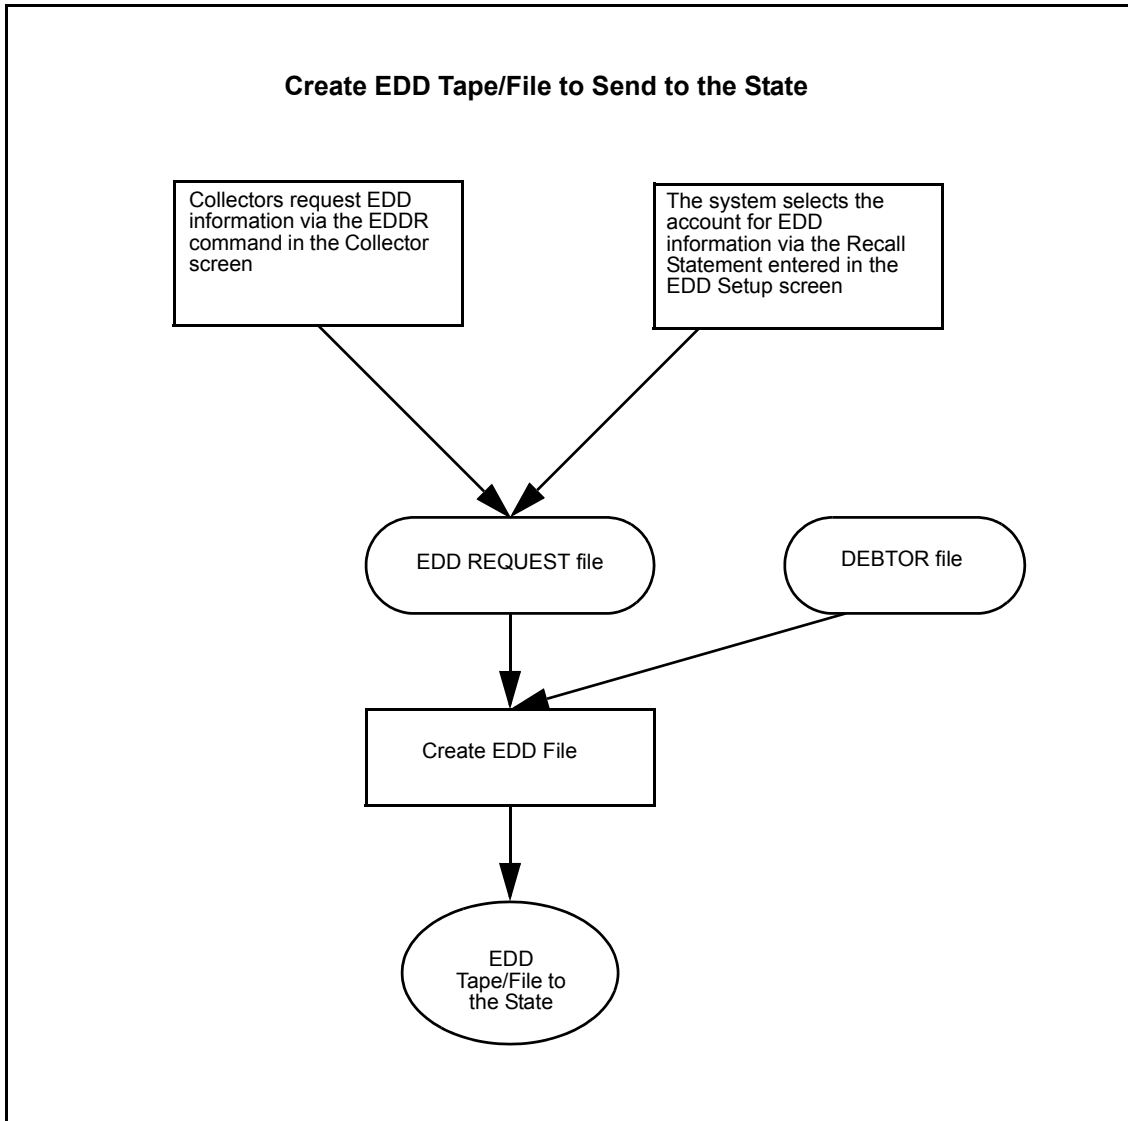 Create EDD Tape/File to Send to the State
Collectors request EDD
information via the EDDR
command in the Collector
screen
The system selects the
account for EDD
information via the Recall
Statement entered in the
EDD Setup screen
EDD REQUEST file
DEBTOR file
Create EDD File
EDD
Tape/File to
the State